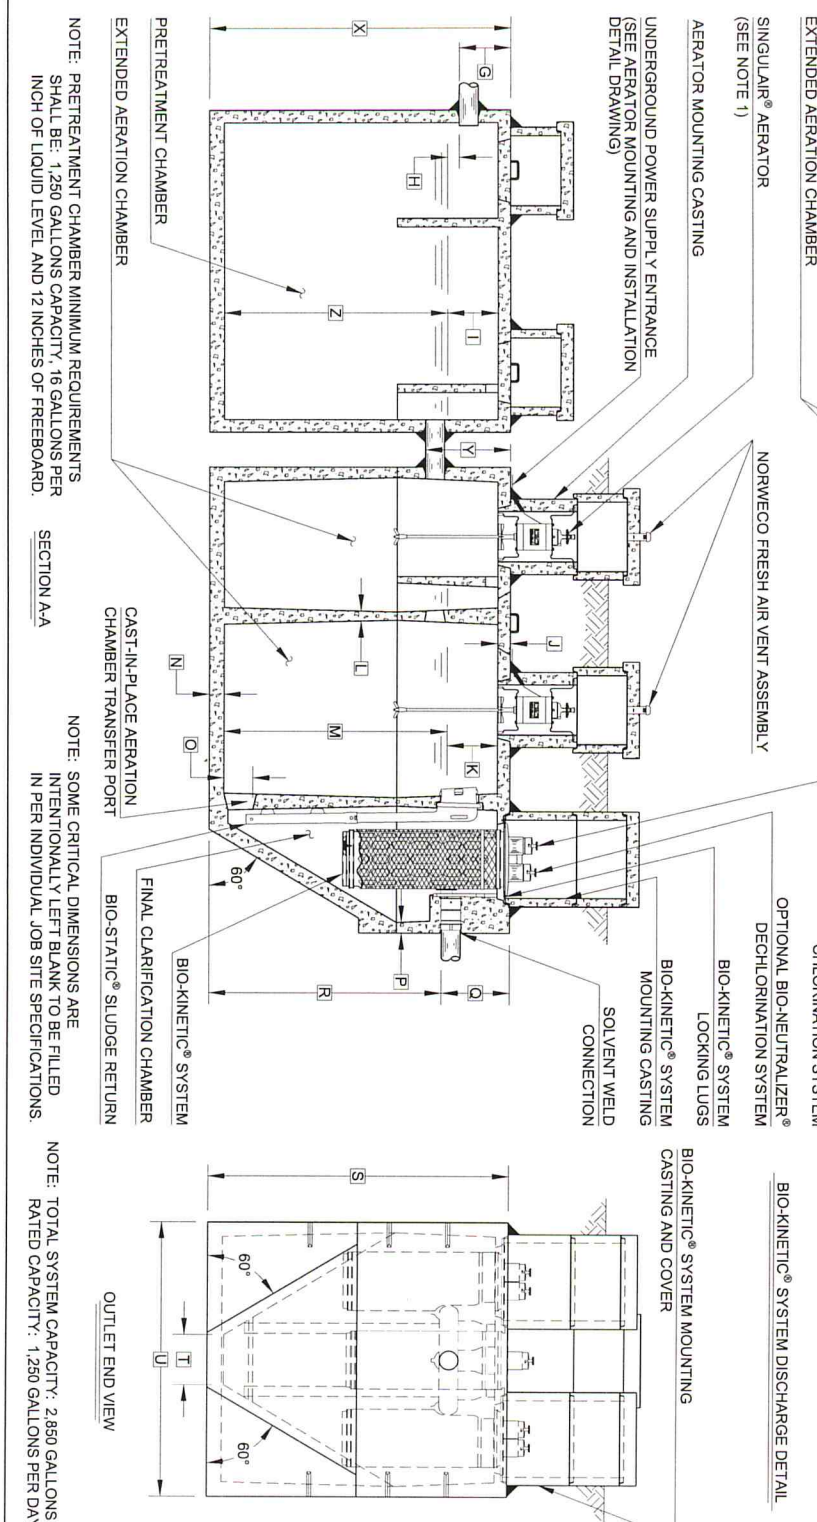 EXTENDED AERATION CHAMBER
SINGULAIR® AERATOR
(SEE NOTE 1)
AERATOR MOUNTING CASTING
UNDERGROUND POWER SUPPLY ENTRANCE
(SEE AERATOR MOUNTING AND INSTALLATION
DETAIL DRAWING)
NORWECO FRESH AIR VENT ASSEMBLY
OPTIONAL BIO-NEUTRALIZER®
DECHLORINATION SYSTEM
BIO-KINETIC® SYSTEM
LOCKING LUGS
BIO-KINETIC® SYSTEM
MOUNTING CASTING
SOLVENT WELD
CONNECTION
BIO-KINETIC® SYSTEM DISCHARGE DETAIL
BIO-KINETIC® SYSTEM MOUNTING
CASTING AND COVER
X
G
H
Z
I
Y
J
L
M
K
N
O
60°
P
Q
R
S
60°
T
U
60°
PRETREATMENT CHAMBER
EXTENDED AERATION CHAMBER
CAST-IN-PLACE AERATION
CHAMBER TRANSFER PORT
BIO-KINETIC® SYSTEM
FINAL CLARIFICATION CHAMBER
BIO-STATIC® SLUDGE RETURN
OUTLET END VIEW
NOTE: PRETREATMENT CHAMBER MINIMUM REQUIREMENTS
SHALL BE: 1,250 GALLONS CAPACITY, 16 GALLONS PER
INCH OF LIQUID LEVEL AND 12 INCHES OF FREEBOARD.
SECTION A-A
NOTE: SOME CRITICAL DIMENSIONS ARE
INTENTIONALLY LEFT BLANK TO BE FILLED
IN PER INDIVIDUAL JOB SITE SPECIFICATIONS.
NOTE: TOTAL SYSTEM CAPACITY: 2,850 GALLONS
RATED CAPACITY: 1,250 GALLONS PER DAY